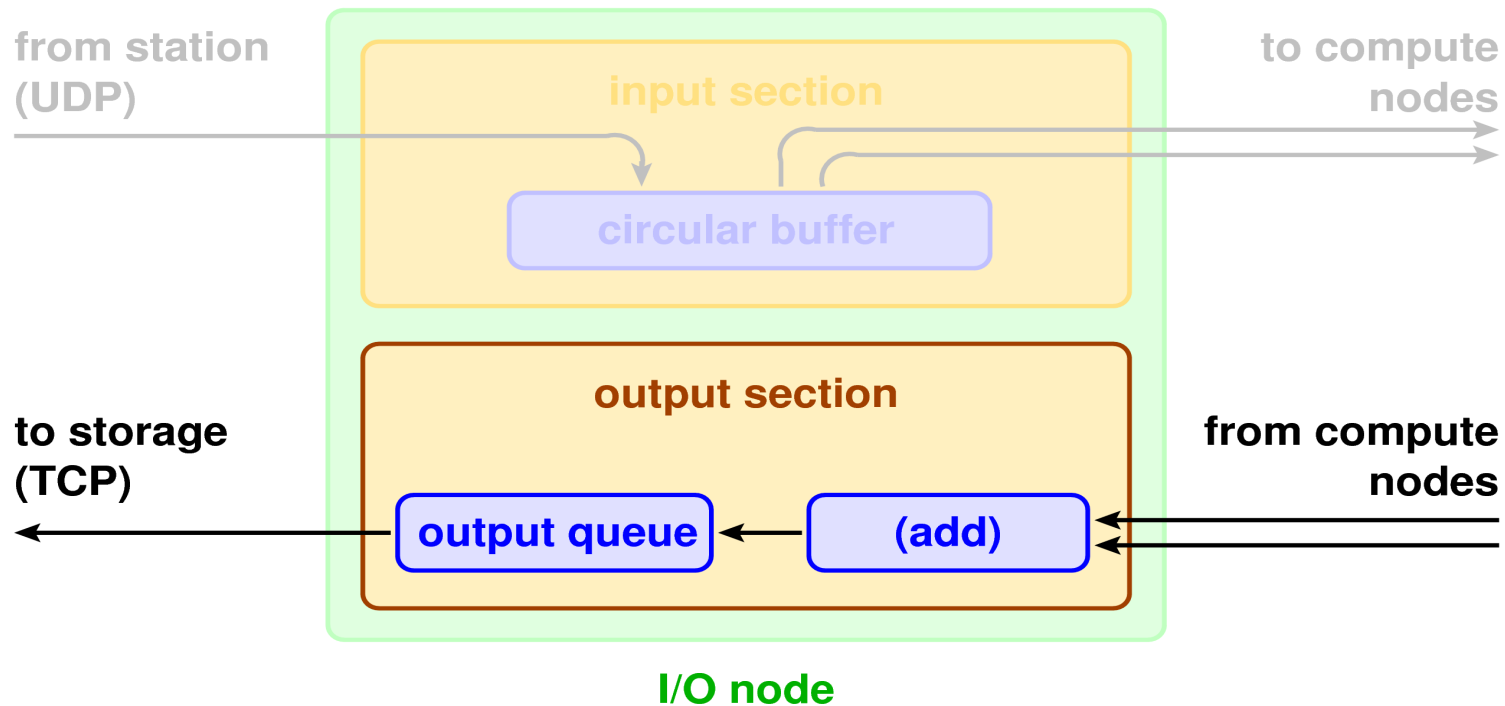 from station
(UDP)
to compute
nodes
input section
circular buffer
output section
to storage
(TCP)
from compute
nodes
output queue
(add)
I/O node